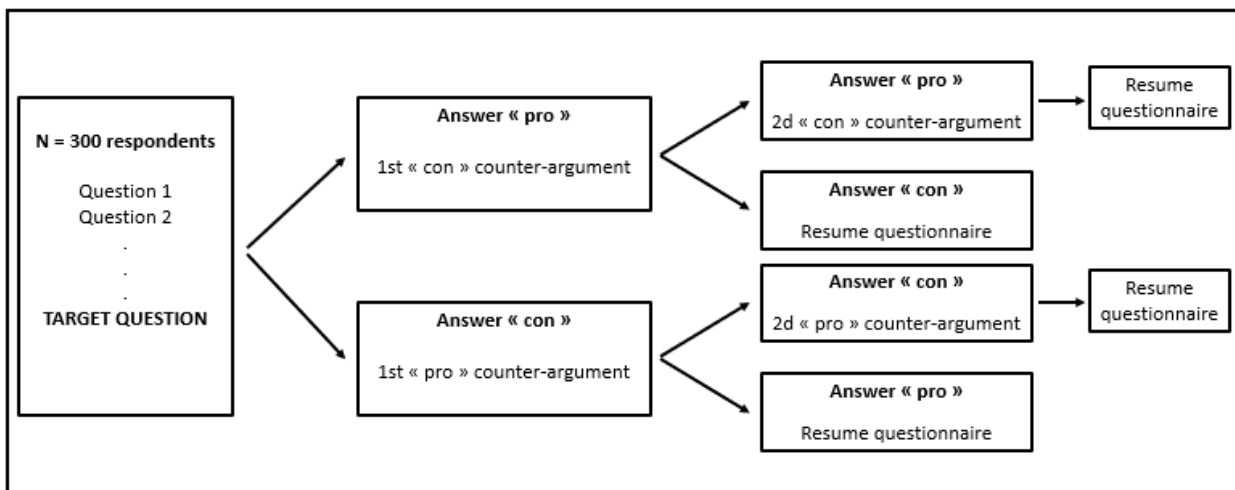 N = 300 respondents
Question 1
Question 2
.
.
.
TARGET QUESTION
Answer « pro »
1st « con » counter-argument
Answer « con »
1st « pro » counter-argument
Answer « pro »
2d « con » counter-argument
Answer « con »
Resume questionnaire
Answer « con »
2d « pro » counter-argument
Answer « pro »
Resume questionnaire
Resume
questionnaire
Resume
questionnaire